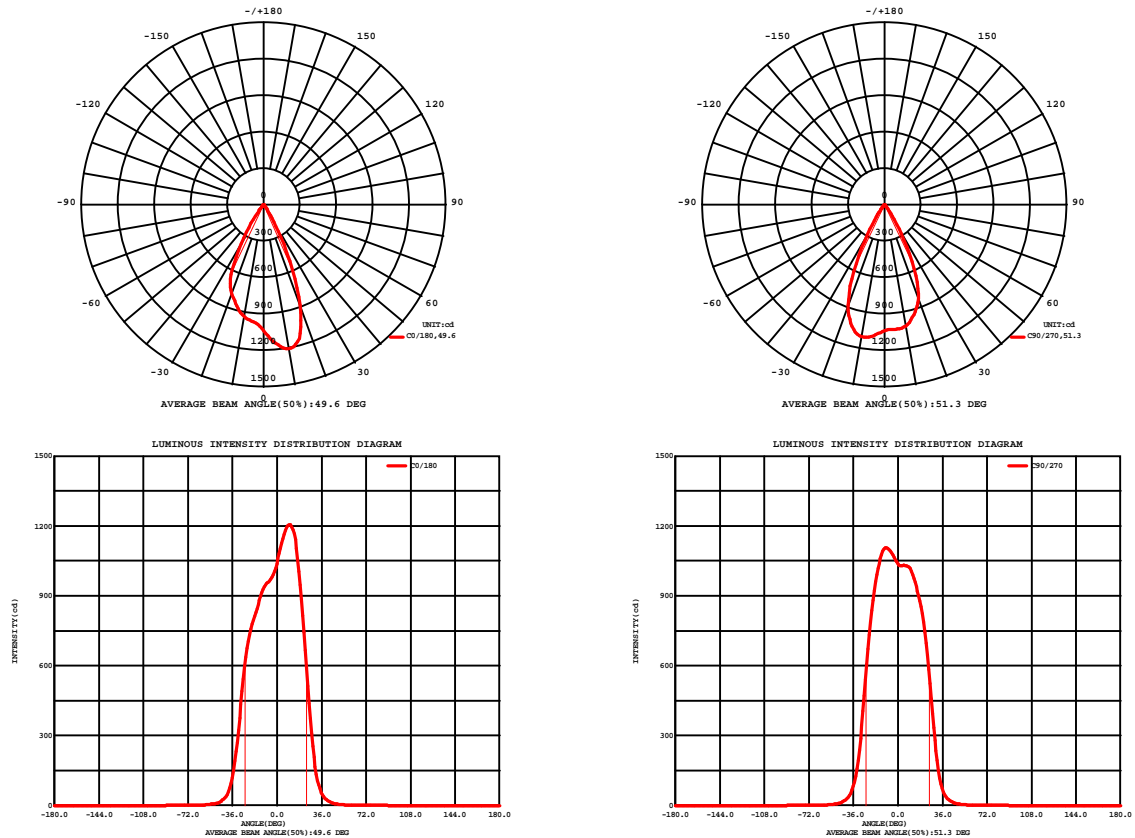 -/+180
-150 150
-120 120
-90 90
-60 60
-30 30
0
300
600
900
1200
1500
0
UNIT:cd
C0/180,49.6
AVERAGE BEAM ANGLE(50%):49.6 DEG
-/+180
-150 150
-120 120
-90 90
-60 60
-30 30
0
300
600
900
1200
1500
0
UNIT:cd
C90/270,51.3
AVERAGE BEAM ANGLE(50%):51.3 DEG
LUMINOUS INTENSITY DISTRIBUTION DIAGRAM
C0/180
1500
1200
900
600
300
0
INTENSITY(cd)
-180.0 -144.0 -108.0 -72.0 -36.0 0.0 36.0 72.0 108.0 144.0 180.0
ANGLE(DEG)
AVERAGE BEAM ANGLE(50%):49.6 DEG
LUMINOUS INTENSITY DISTRIBUTION DIAGRAM
C90/270
1500
1200
900
600
300
0
INTENSITY(cd)
-180.0 -144.0 -108.0 -72.0 -36.0 0.0 36.0 72.0 108.0 144.0 180.0
ANGLE(DEG)
AVERAGE BEAM ANGLE(50%):51.3 DEG